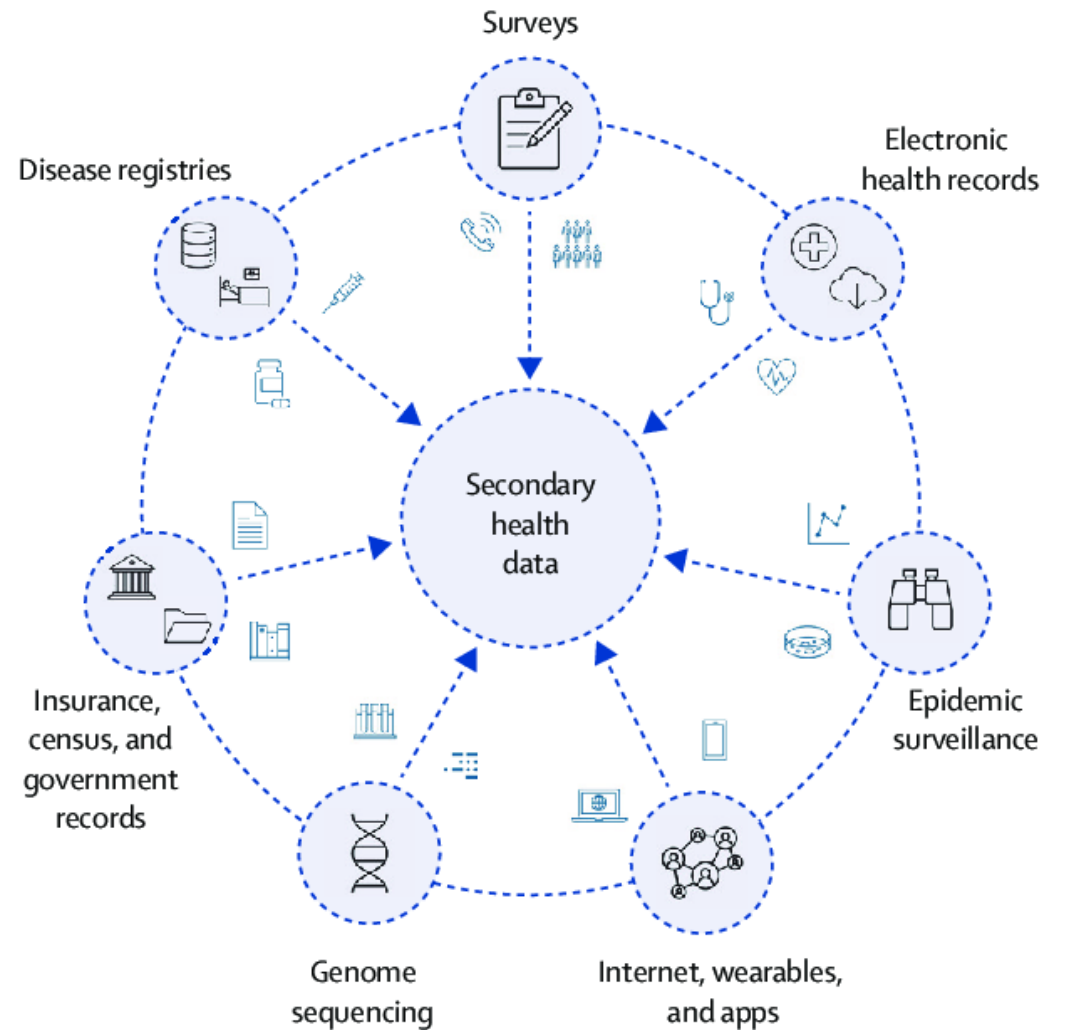 Surveys
Electronic
health records
Disease registries
Secondary
health
data
Insurance,
census, and
government
records
Epidemic
surveillance
Genome
sequencing
Internet, wearables,
and apps